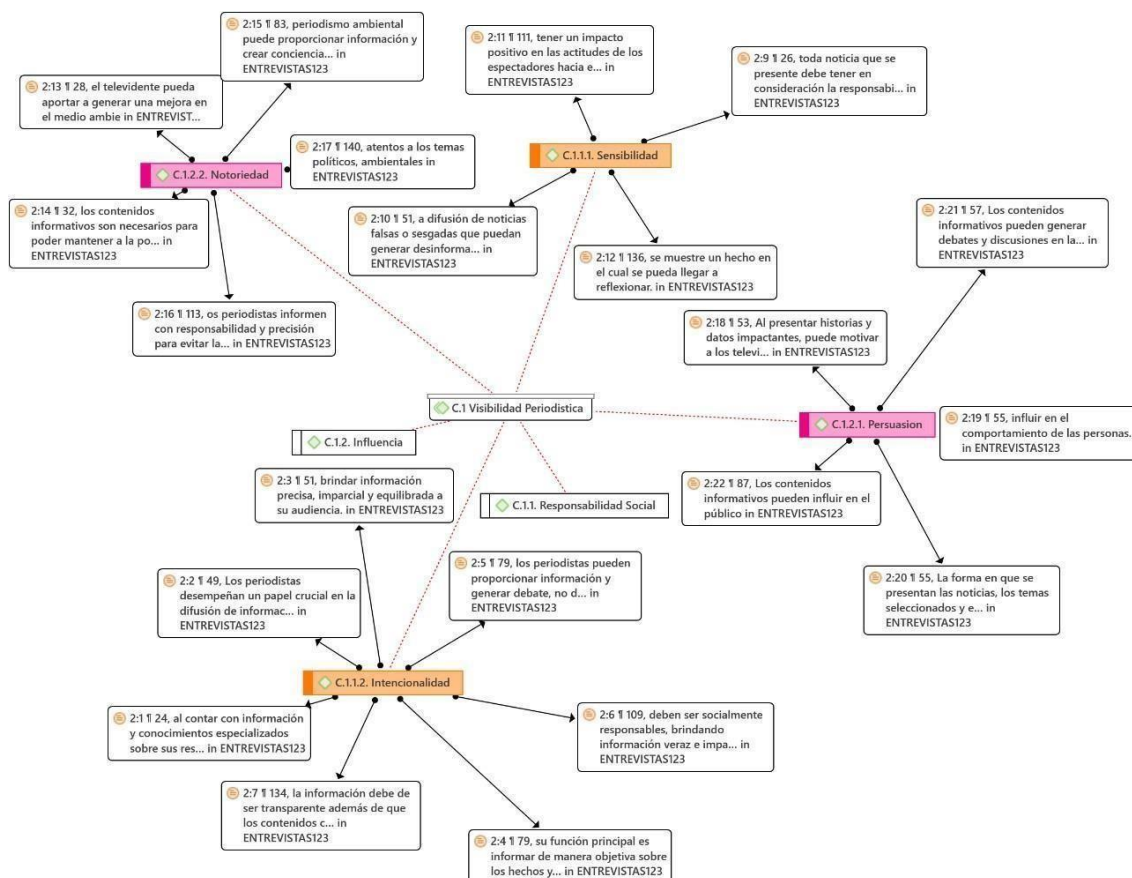 2:15 ¶ 83, periodismo ambiental
puede proporcionar información y
crear conciencia... in
ENTREVISTAS123
2:11 ¶ 111, tener un impacto
positivo en las actitudes de los
espectadores hacia e... in
ENTREVISTAS123
2:9 ¶ 26, toda noticia que se
presente debe tener en
consideración la responsabi... in
ENTREVISTAS123
2:13 ¶ 28, el televidente pueda
aportar a generar una mejora en
el medio ambie in ENTREVIST...
2:17 ¶ 140, atentos a los temas
políticos, ambientales in
ENTREVISTAS123
C.1.2.2. Notoriedad
C.1.1.1. Sensibilidad
2:14 ¶ 32, los contenidos
informativos son necesarios para
poder mantener a la po... in
ENTREVISTAS123
2:10 ¶ 51, a difusión de noticias
falsas o sesgadas que puedan
generar desinforma... in
ENTREVISTAS123
2:12 ¶ 136, se muestre un hecho en
el cual se pueda llegar a
reflexionar. in ENTREVISTAS123
2:21 ¶ 57, Los contenidos
informativos pueden generar
debates y discusiones en la... in
ENTREVISTAS123
2:16 ¶ 113, os periodistas informen
con responsabilidad y precisión
para evitar la... in ENTREVISTAS123
2:18 ¶ 53, Al presentar historias y
datos impactantes, puede motivar
a los televi... in ENTREVISTAS123
C.1 Visibilidad Periodistica
C.1.2.1. Persuasion
2:19 ¶ 55, influir en el
comportamiento de las personas.
in ENTREVISTAS123
C.1.2. Influencia
2:3 ¶ 51, brindar información
precisa, imparcial y equilibrada a
su audiencia. in ENTREVISTAS123
C.1.1. Responsabilidad Social
2:22 ¶ 87, Los contenidos
informativos pueden influir en el
público in ENTREVISTAS123
2:2 ¶ 49, Los periodistas
desempeñan un papel crucial en la
difusión de informac... in
ENTREVISTAS123
2:5 ¶ 79, los periodistas pueden
proporcionar información y
generar debate, no d... in
ENTREVISTAS123
2:20 ¶ 55, La forma en que se
presentan las noticias, los temas
seleccionados y e... in
ENTREVISTAS123
C.1.1.2. Intencionalidad
2:1 ¶ 24, al contar con información
y conocimientos especializados
sobre sus res... in ENTREVISTAS123
2:6 ¶ 109, deben ser socialmente
responsables, brindando
información veraz e impa... in
ENTREVISTAS123
2:7 ¶ 134, la información debe de
ser transparente además de que
los contenidos c... in
ENTREVISTAS123
2:4 ¶ 79, su función principal es
informar de manera objetiva sobre
los hechos y... in
ENTREVISTAS123